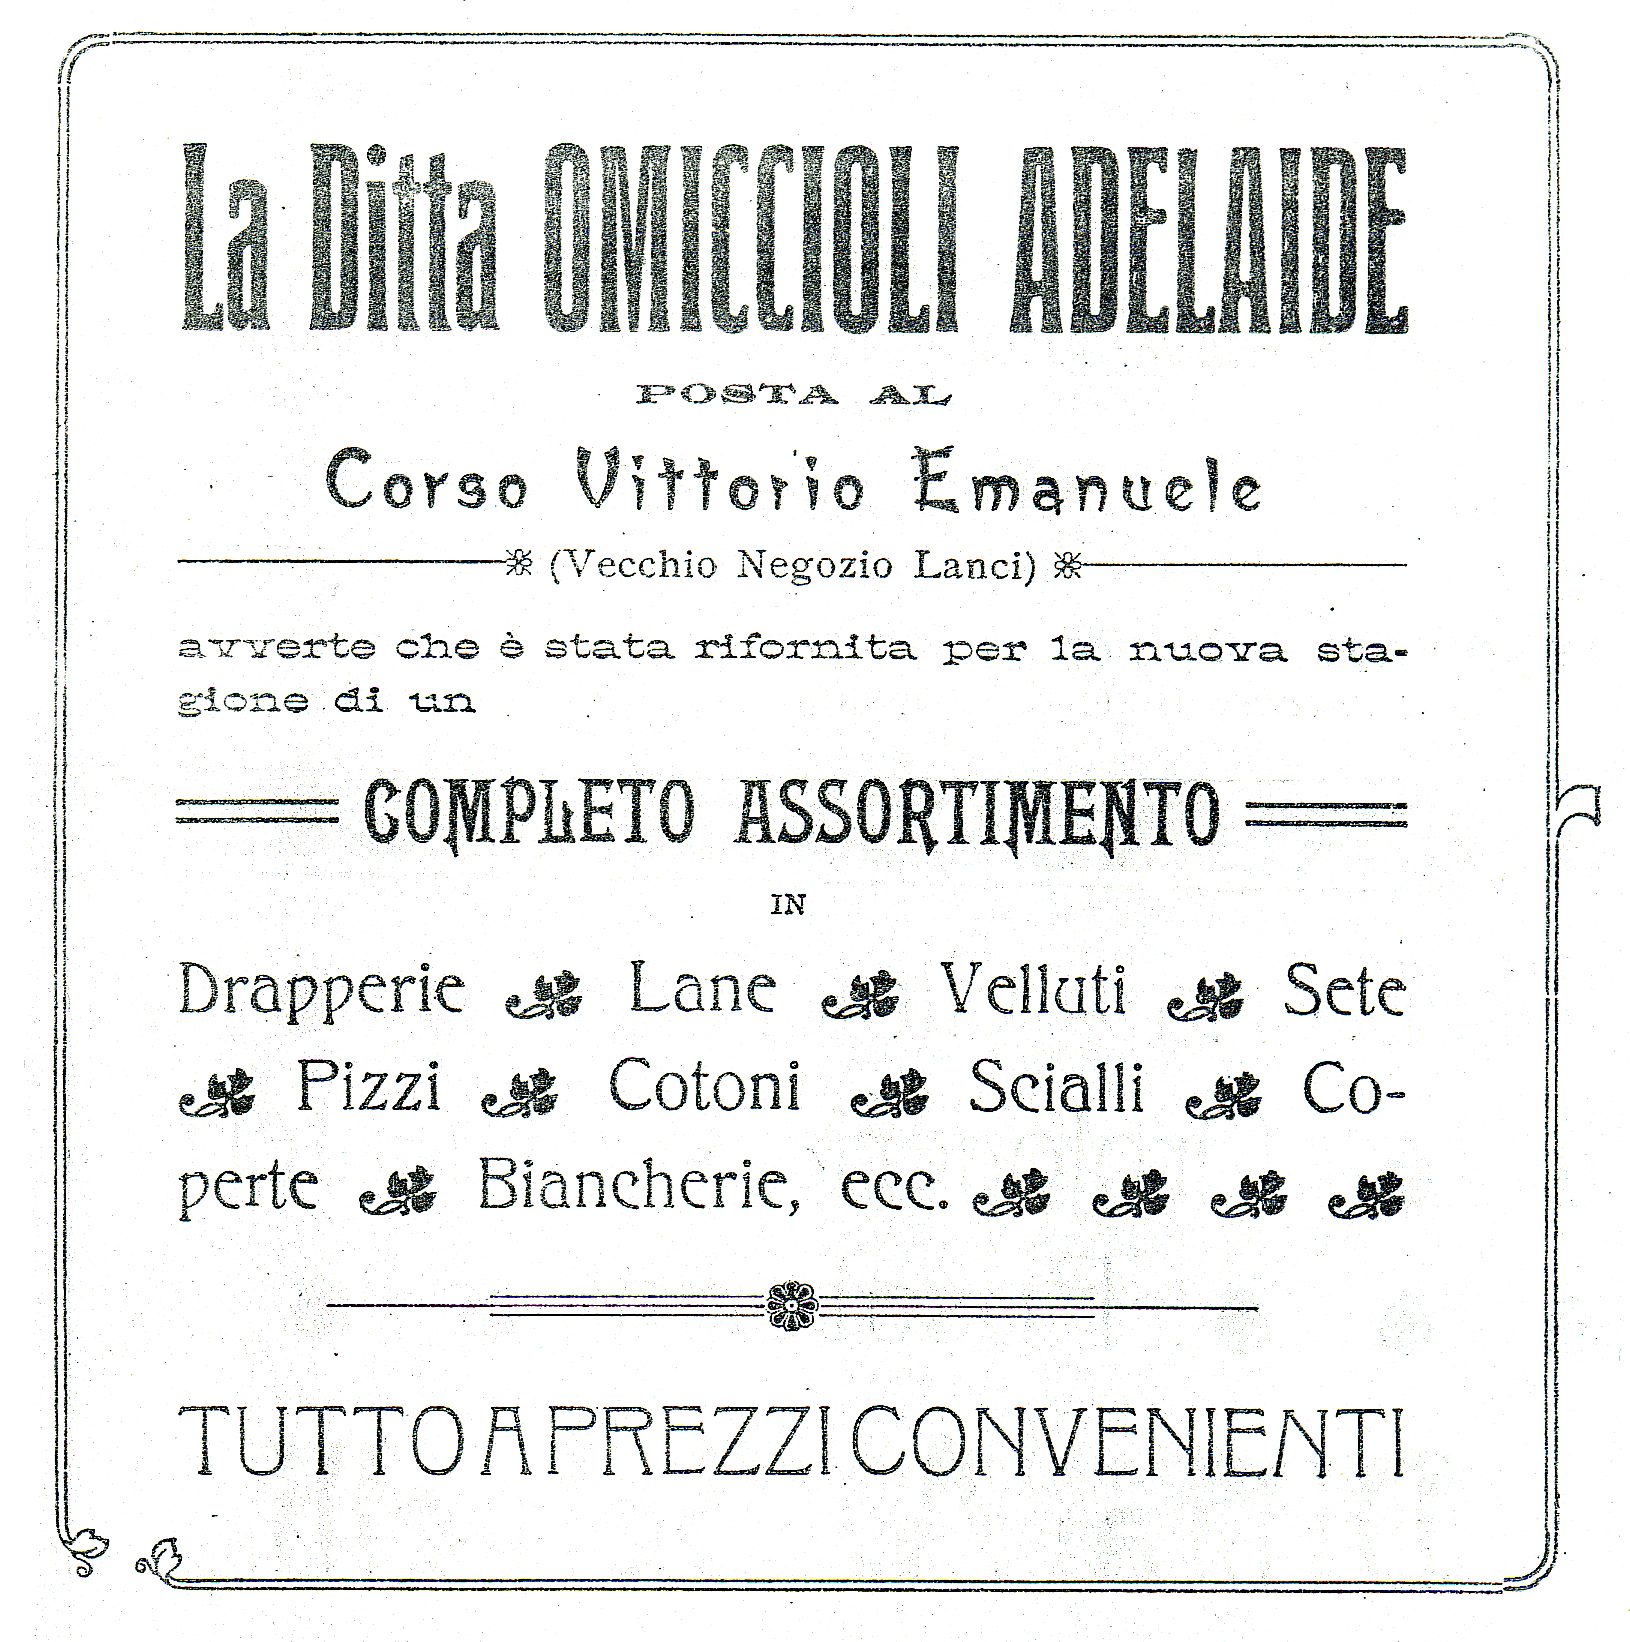 La Ditta OMICCIOLI ADELAIDE
POSTA AL
Corso Vittorio Emanuele
(Vecchio Negozio Lanci)
avverte che è stata rifornita per la nuova sta-
gione di un
COMPLETO ASSORTIMENTO
IN
Drapperie Lane Velluti Sete
Pizzi Cotoni Scialli Co-
perte Biancherie, ecc.
TUTTO A PREZZI CONVENIENTI